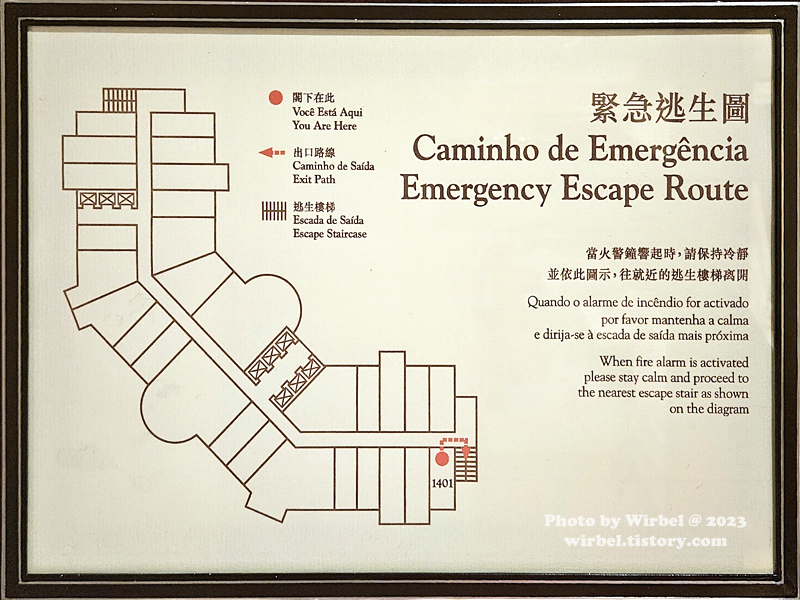 緊急逃生圖
Caminho de Emergência
Emergency Escape Route
閣下在此
Você Está Aqui
You Are Here
出口路線
Caminho de Saída
Exit Path
逃生樓梯
Escada de Saída
Escape Staircase
當火警鐘響起時，請保持冷靜
並依此圖示，往就近的逃生樓梯离開
Quando o alarme de incêndio for activado
por favor mantenha a calma
e dirija-se à escada de saída mais próxima
When fire alarm is activated
please stay calm and proceed to
the nearest escape stair as shown
on the diagram
1401
Photo by Wirbel @ 2023
wirbel.tistory.com